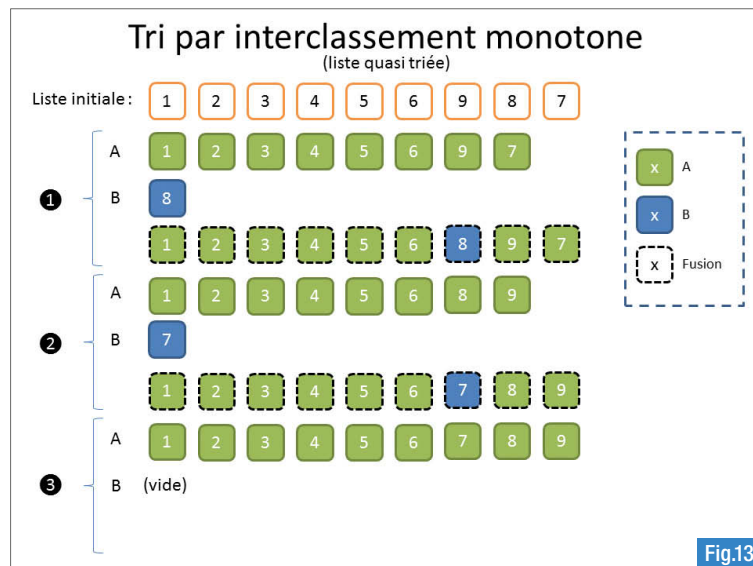 Tri par interclassement monotone
(liste quasi triée)
Liste initiale : 1 2 3 4 5 6 9 8 7
❶
A 1 2 3 4 5 6 9 7
B 8
1 2 3 4 5 6 8 9 7
❷
A 1 2 3 4 5 6 8 9
B 7
1 2 3 4 5 6 7 8 9
❸
A 1 2 3 4 5 6 7 8 9
B (vide)
x A
x B
x Fusion
Fig.13